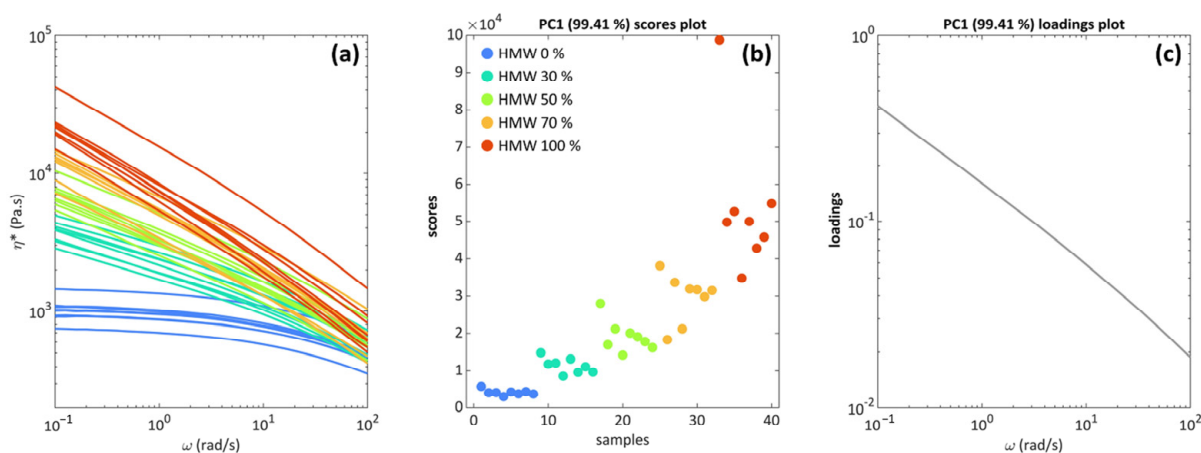 (a)
10^5
10^4
10^3
η* (Pa.s)
10^-1
10^0
10^1
10^2
ω (rad/s)
PC1 (99.41 %) scores plot
×10^4
(b)
10
9
8
7
6
5
4
3
2
1
0
scores
HMW 0 %
HMW 30 %
HMW 50 %
HMW 70 %
HMW 100 %
0
10
20
30
40
samples
PC1 (99.41 %) loadings plot
(c)
10^0
10^-1
10^-2
loadings
10^-1
10^0
10^1
10^2
ω (rad/s)